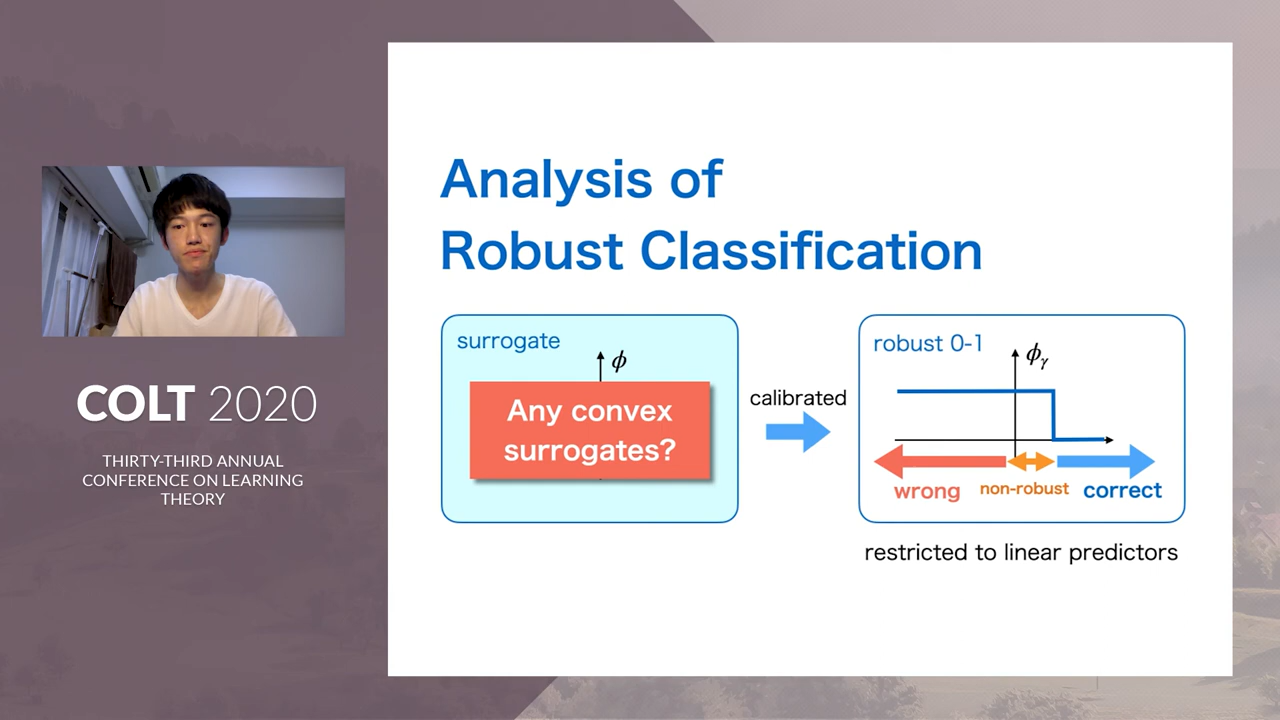 COLT 2020
THIRTY-THIRD ANNUAL
CONFERENCE ON LEARNING
THEORY
Analysis of
Robust Classification
surrogate
ϕ
Any convex
surrogates?
calibrated
robust 0-1
ϕγ
wrong
non-robust
correct
restricted to linear predictors